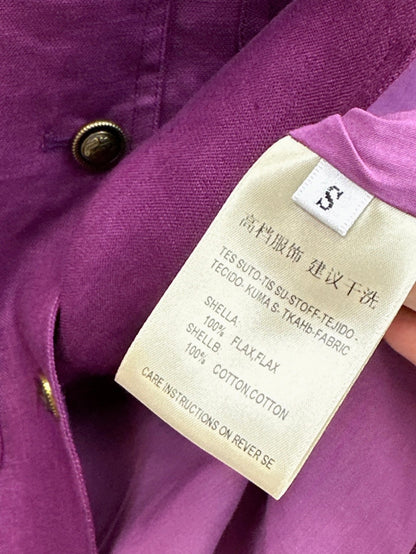 S
高档服饰 建议干洗
TES SUTO-TIS SU-STOFF-TEJIDO-
TECIDO-KUMA S-TKAHb-FABRIC
SHELLA.
100% FLAX,FLAX
SHELLB.
100% COTTON,COTTON
CARE INSTRUCTIONS ON REVER SE